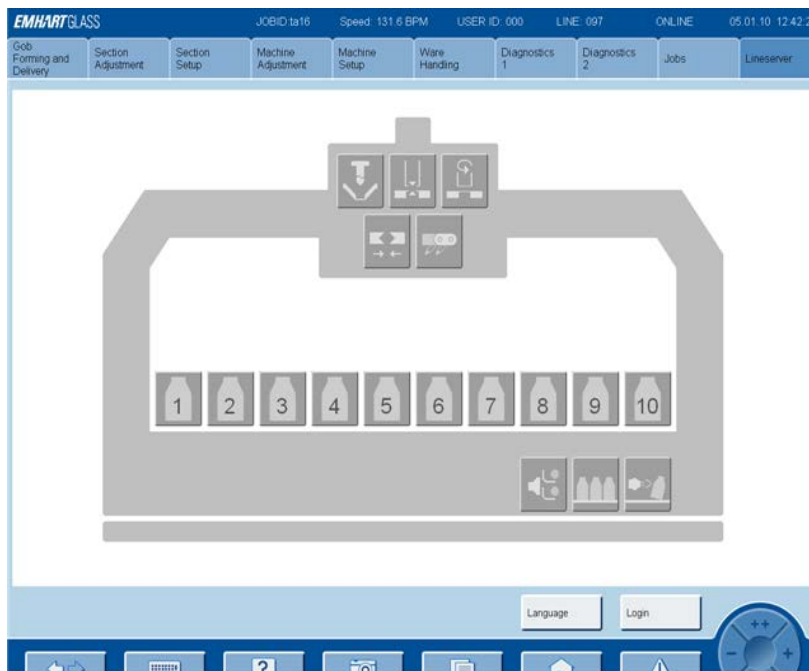 EMHARTGLASS JOBID:ta16 Speed: 131.6 BPM USER ID: 000 LINE: 097 ONLINE 05.01.10 12:42:2
Gob Forming and Delivery
Section Adjustment
Section Setup
Machine Adjustment
Machine Setup
Ware Handling
Diagnostics 1
Diagnostics 2
Jobs
Lineserver
1 2 3 4 5 6 7 8 9 10
Language Login
++
- +
?